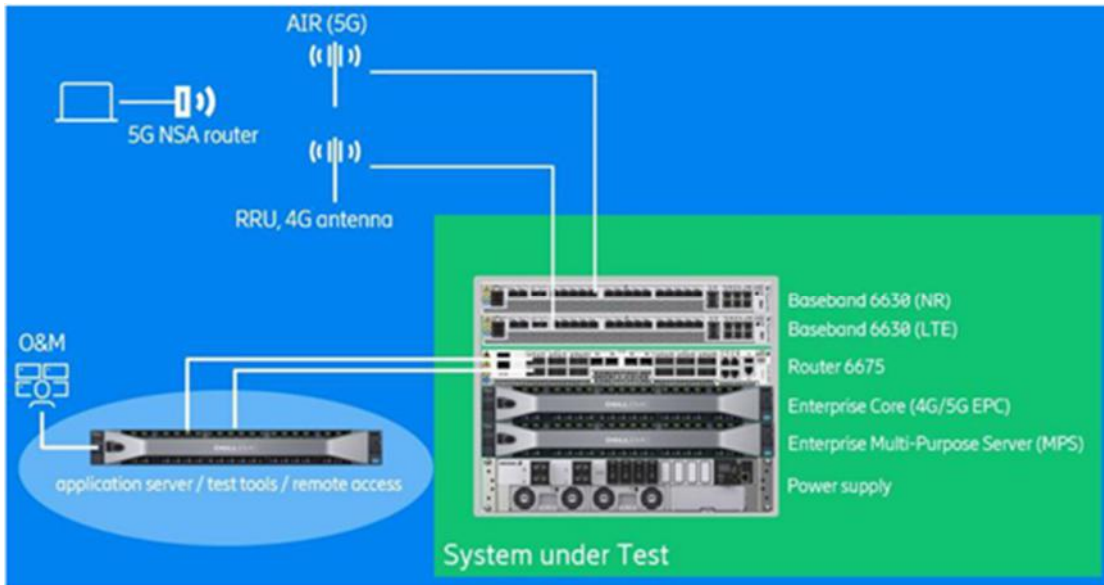 AIR (5G)
5G NSA router
RRU, 4G antenna
Baseband 6630 (NR)
Baseband 6630 (LTE)
O&M
Router 6675
Enterprise Core (4G/5G EPC)
Enterprise Multi-Purpose Server (MPS)
application server / test tools / remote access
Power supply
System under Test